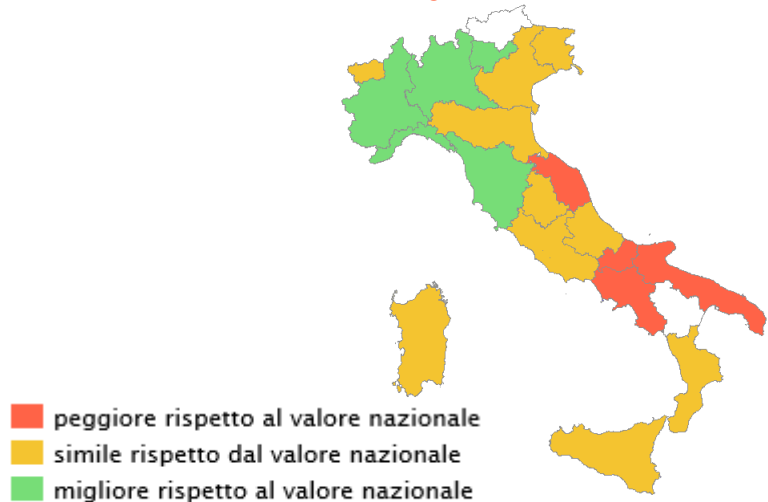 peggiore rispetto al valore nazionale
simile rispetto dal valore nazionale
migliore rispetto al valore nazionale